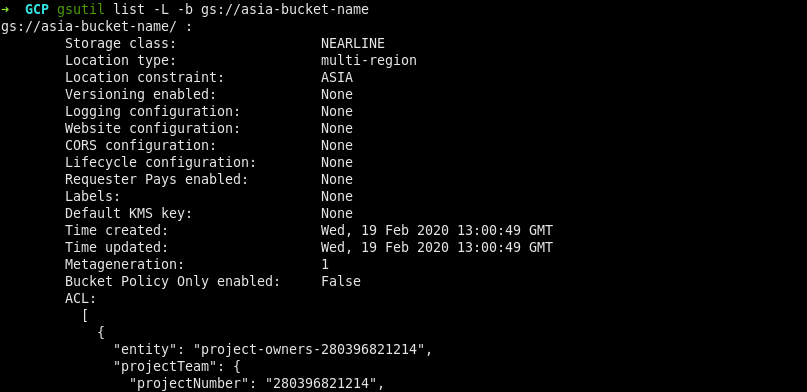 → GCP gsutil list -L -b gs://asia-bucket-name
gs://asia-bucket-name/ :
Storage class: NEARLINE
Location type: multi-region
Location constraint: ASIA
Versioning enabled: None
Logging configuration: None
Website configuration: None
CORS configuration: None
Lifecycle configuration: None
Requester Pays enabled: None
Labels: None
Default KMS key: None
Time created: Wed, 19 Feb 2020 13:00:49 GMT
Time updated: Wed, 19 Feb 2020 13:00:49 GMT
Metageneration: 1
Bucket Policy Only enabled: False
ACL:
[
{
"entity": "project-owners-280396821214",
"projectTeam": {
"projectNumber": "280396821214",